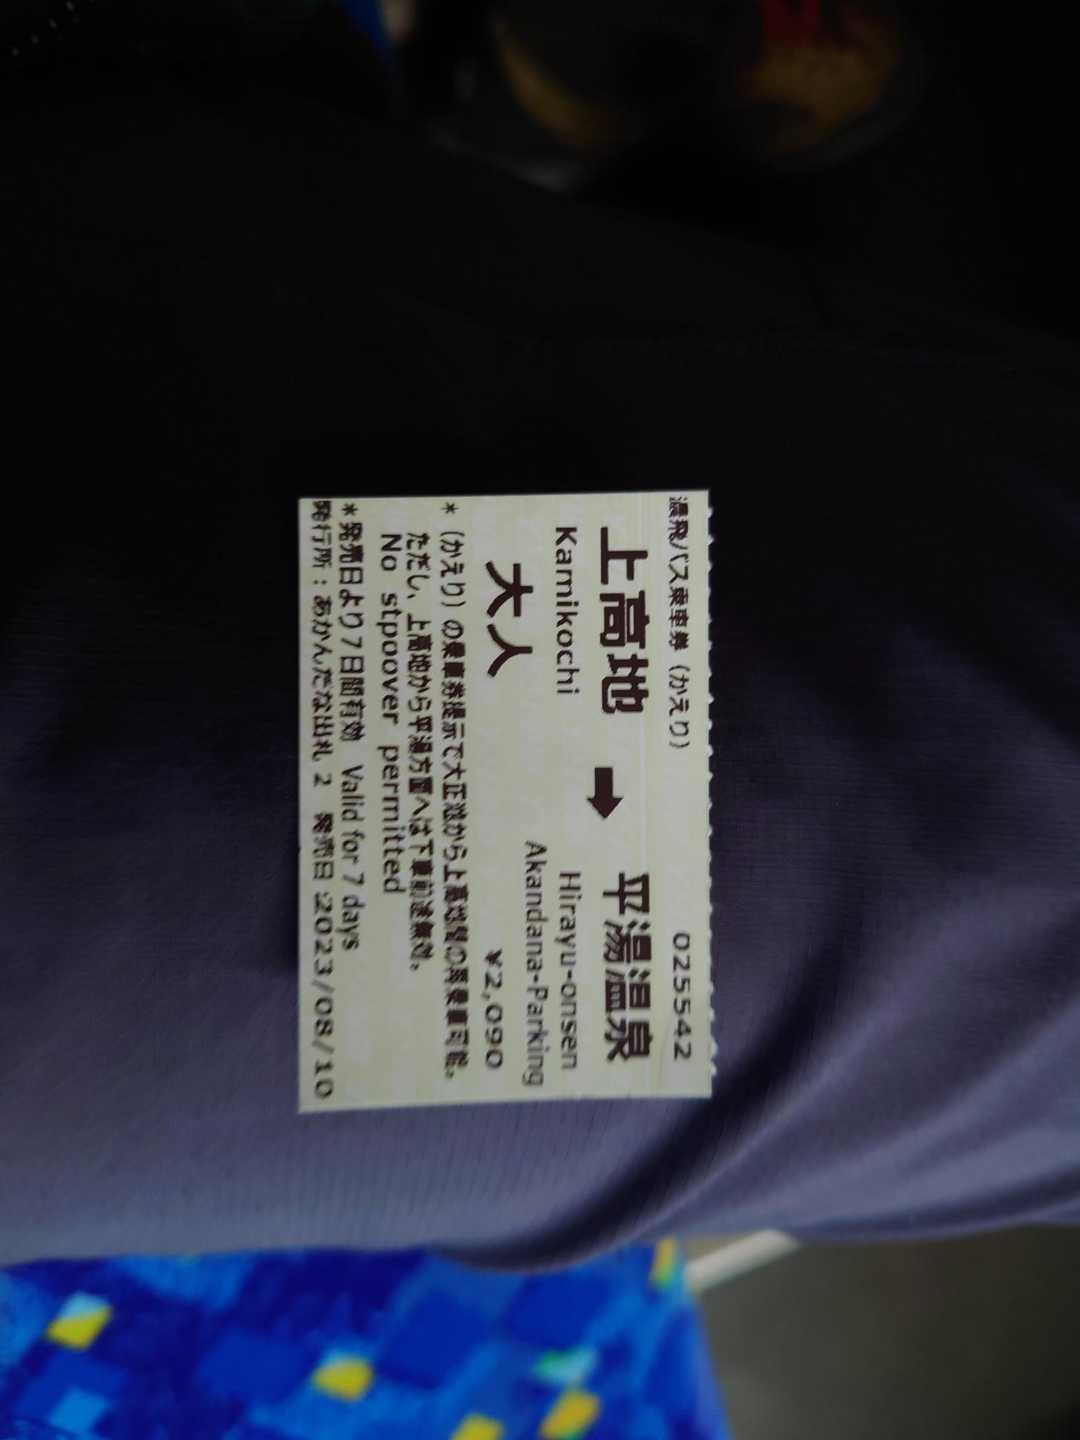 濃飛バス乗車券（かえり） 025542
上高地 ➡ 平湯温泉
Kamikochi Hirayu-onsen
Akandana-Parking
大人 ¥2,090
*（かえり）の乗車券提示で大正池から上高地間の再乗車可能。
ただし、上高地から平湯方面へは下車前途無効。
No stpoover permitted
*発売日より7日間有効 Valid for 7 days
発行所：あかんだな出札 2 発売日:2023/08/10